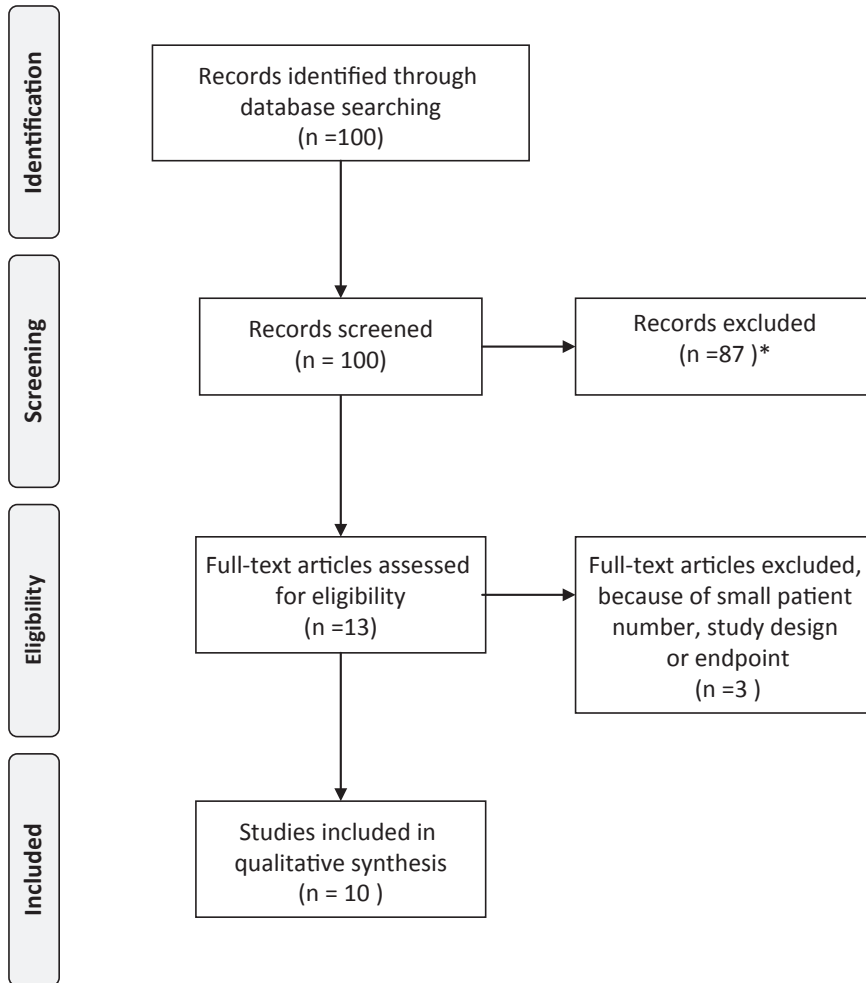 Identification
Records identified through
database searching
(n =100)
Screening
Records screened
(n = 100)
Records excluded
(n =87 )*
Eligibility
Full-text articles assessed
for eligibility
(n =13)
Full-text articles excluded,
because of small patient
number, study design
or endpoint
(n =3 )
Included
Studies included in
qualitative synthesis
(n = 10 )